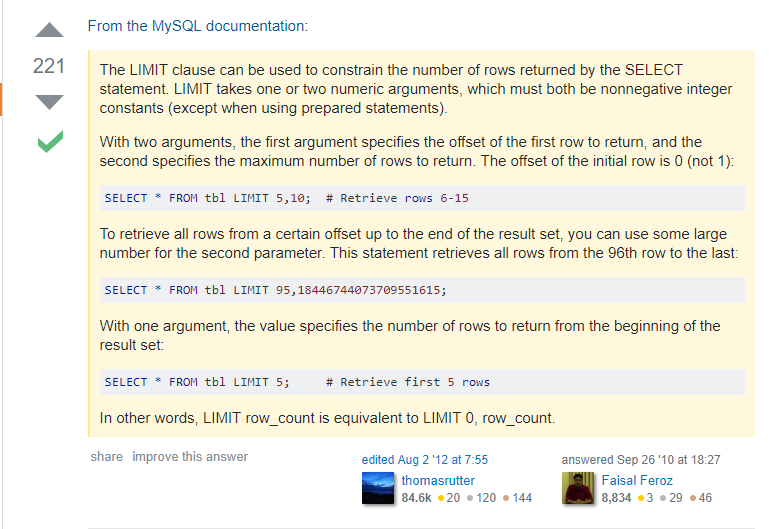 From the MySQL documentation:
221
The LIMIT clause can be used to constrain the number of rows returned by the SELECT
statement. LIMIT takes one or two numeric arguments, which must both be nonnegative integer
constants (except when using prepared statements).
With two arguments, the first argument specifies the offset of the first row to return, and the
second specifies the maximum number of rows to return. The offset of the initial row is 0 (not 1):
SELECT * FROM tbl LIMIT 5,10;  # Retrieve rows 6-15
To retrieve all rows from a certain offset up to the end of the result set, you can use some large
number for the second parameter. This statement retrieves all rows from the 96th row to the last:
SELECT * FROM tbl LIMIT 95,18446744073709551615;
With one argument, the value specifies the number of rows to return from the beginning of the
result set:
SELECT * FROM tbl LIMIT 5;     # Retrieve first 5 rows
In other words, LIMIT row_count is equivalent to LIMIT 0, row_count.
share improve this answer
edited Aug 2 '12 at 7:55
thomasrutter
84.6k 20 120 144
answered Sep 26 '10 at 18:27
Faisal Feroz
8,834 3 29 46